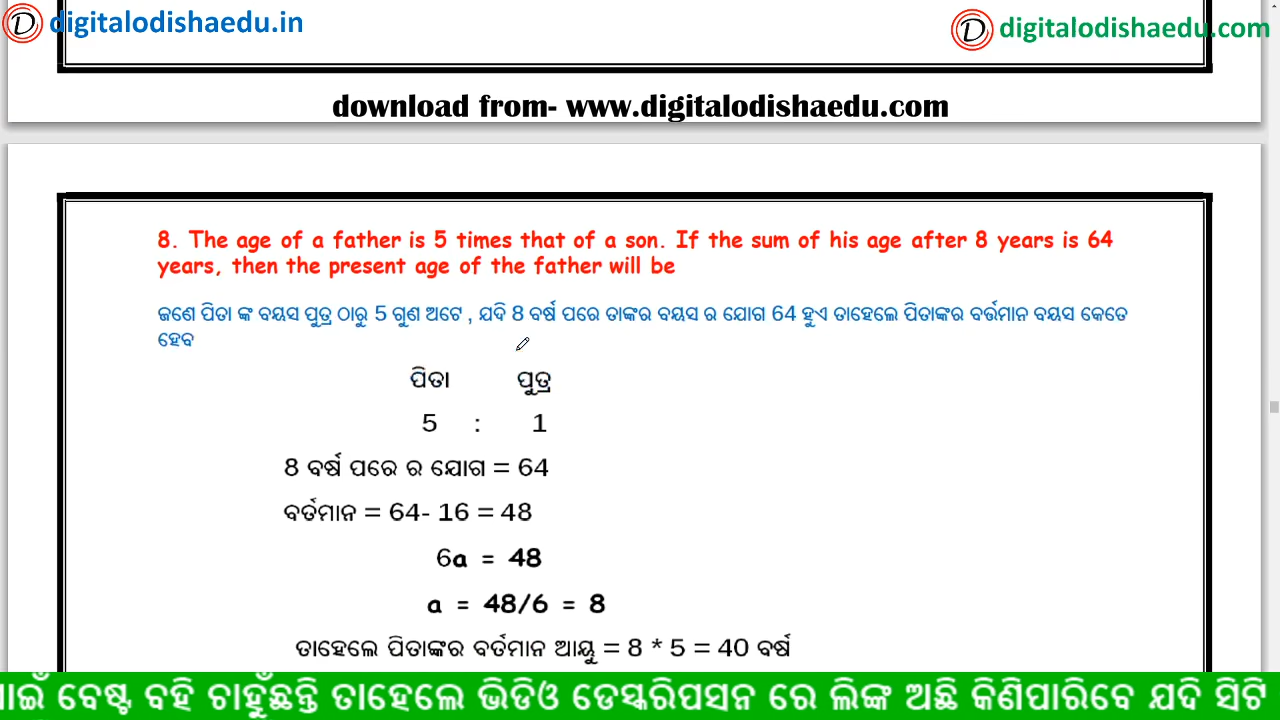 digitalodishaedu.in
digitalodishaedu.com
download from- www.digitalodishaedu.com
8. The age of a father is 5 times that of a son. If the sum of his age after 8 years is 64
years, then the present age of the father will be
ଜଣେ ପିତା ଙ୍କ ବୟସ ପୁତ୍ର ଠାରୁ 5 ଗୁଣ ଅଟେ , ଯଦି 8 ବର୍ଷ ପରେ ତାଙ୍କର ବୟସ ର ଯୋଗ 64 ହୁଏ ତାହେଲେ ପିତାଙ୍କର ବର୍ତ୍ତମାନ ବୟସ କେତେ
ହେବ
ପିତା ପୁତ୍ର
5 : 1
8 ବର୍ଷ ପରେ ର ଯୋଗ = 64
ବର୍ତମାନ = 64- 16 = 48
6a = 48
a = 48/6 = 8
ତାହେଲେ ପିତାଙ୍କର ବର୍ତମାନ ଆୟୁ = 8 * 5 = 40 ବର୍ଷ
ବେଷ୍ଟ ବହି ଚାହୁଁଛନ୍ତି ତାହେଲେ ଭିଡିଓ ଡେସ୍କରିପସନ ରେ ଲିଙ୍କ ଅଛି କିଣିପାରିବେ ଯଦି ସିଟି